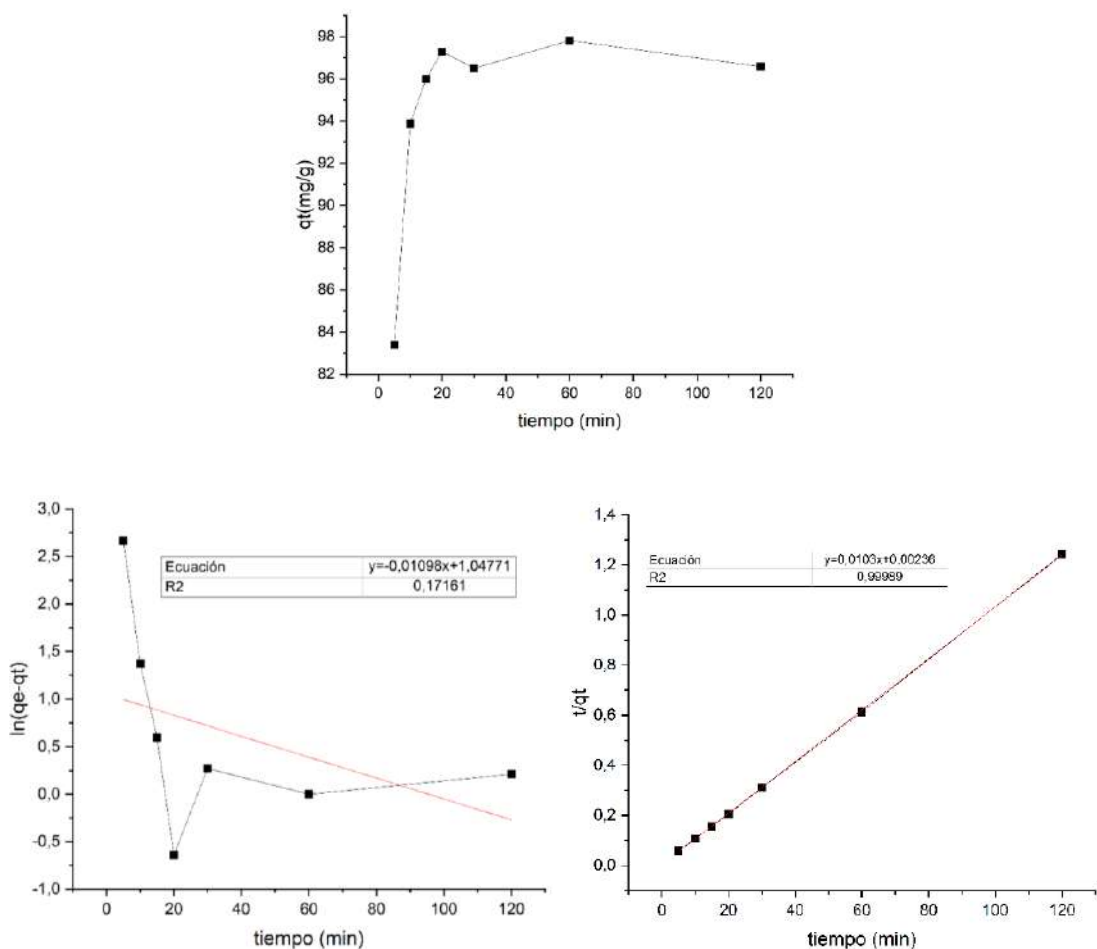 98
96
94
92
90
88
86
84
82
qt(mg/g)
0 20 40 60 80 100 120
tiempo (min)
3,0
2,5
2,0
1,5
1,0
0,5
0,0
-0,5
-1,0
ln(qe-qt)
Ecuación y=-0,01098x+1,04771
R2 0,17161
0 20 40 60 80 100 120
tiempo (min)
1,4
1,2
1,0
0,8
0,6
0,4
0,2
0,0
t/qt
Ecuación y=0,0103x+0,00236
R2 0,99989
0 20 40 60 80 100 120
tiempo (min)